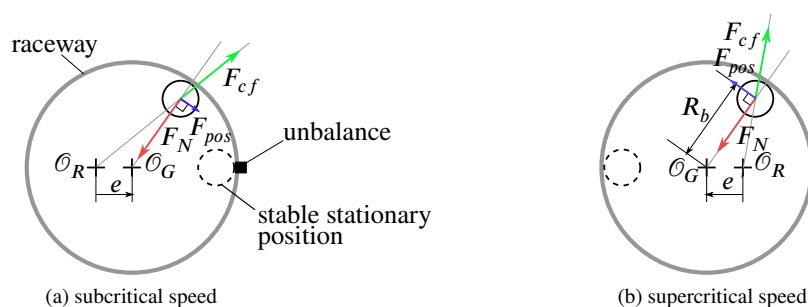 raceway
F_cf
F_N
F_pos
𝒪_R
𝒪_G
e
unbalance
stable stationary
position
(a) subcritical speed
F_cf
F_pos
R_b
F_N
𝒪_G
𝒪_R
e
(b) supercritical speed